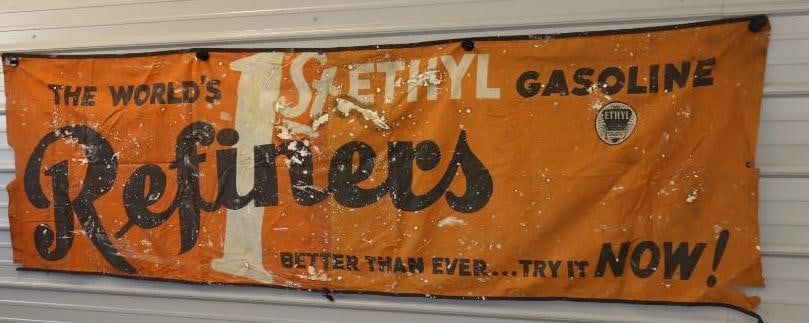 THE WORLD'S 1St ETHYL GASOLINE
ETHYL
Refiners
BETTER THAN EVER...TRY IT NOW!